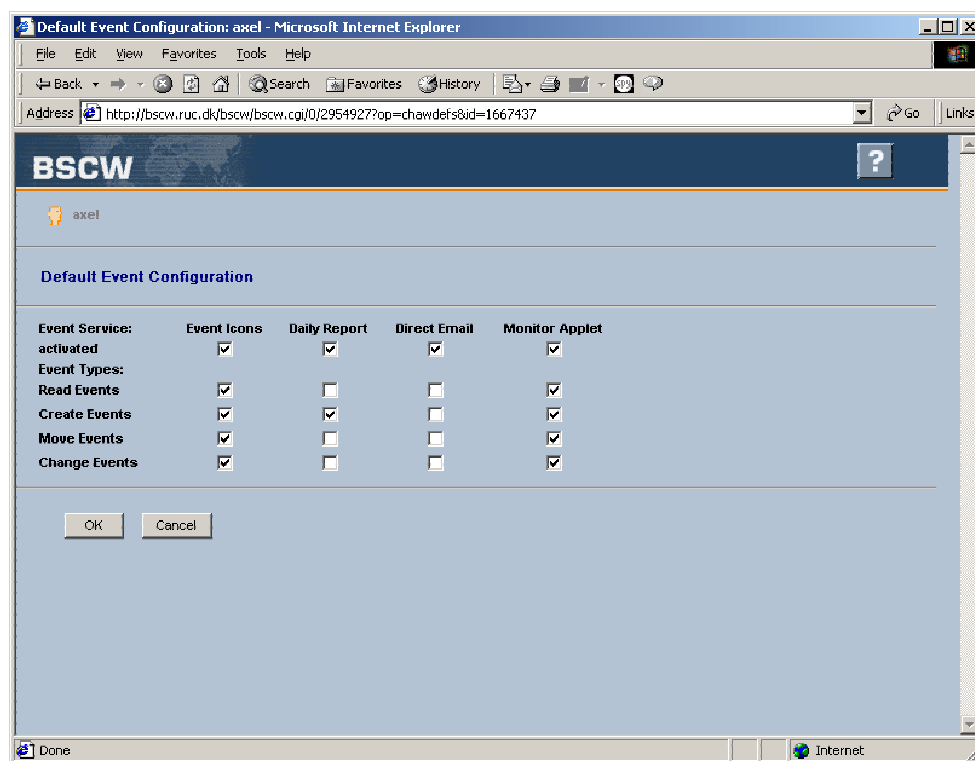 Default Event Configuration: axel - Microsoft Internet Explorer
File Edit View Favorites Tools Help
Back Search Favorites History
Address http://bscw.ruc.dk/bscw/bscw.cgi/0/2954927?op=chawdefs&id=1667437 Go Links
BSCW ?
axel
Default Event Configuration
Event Service: Event Icons Daily Report Direct Email Monitor Applet
activated
Event Types:
Read Events
Create Events
Move Events
Change Events
OK Cancel
Done Internet